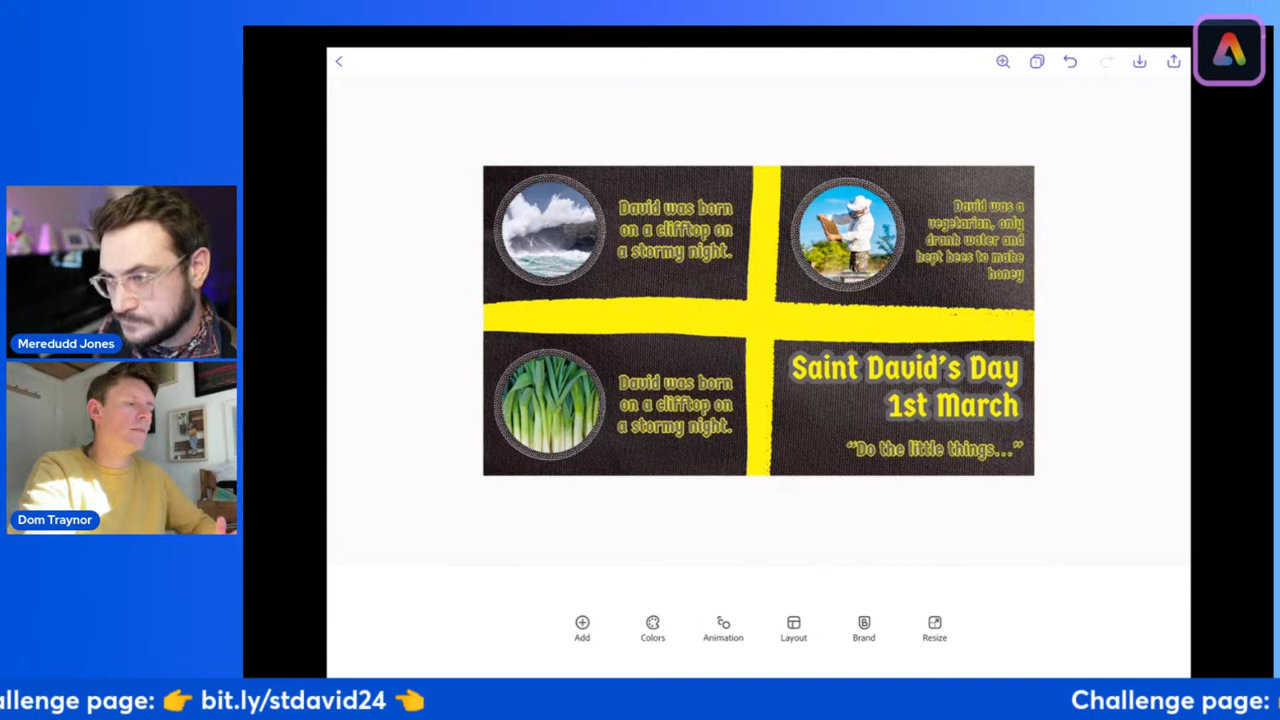 Meredudd Jones
Dom Traynor
David was born
on a clifftop on
a stormy night.
David was a
vegetarian, only
drank water and
kept bees to make
honey
David was born
on a clifftop on
a stormy night.
Saint David's Day
1st March
“Do the little things...”
Add
Colors
Animation
Layout
Brand
Resize
allenge page: 👉 bit.ly/stdavid24 👈
Challenge page: